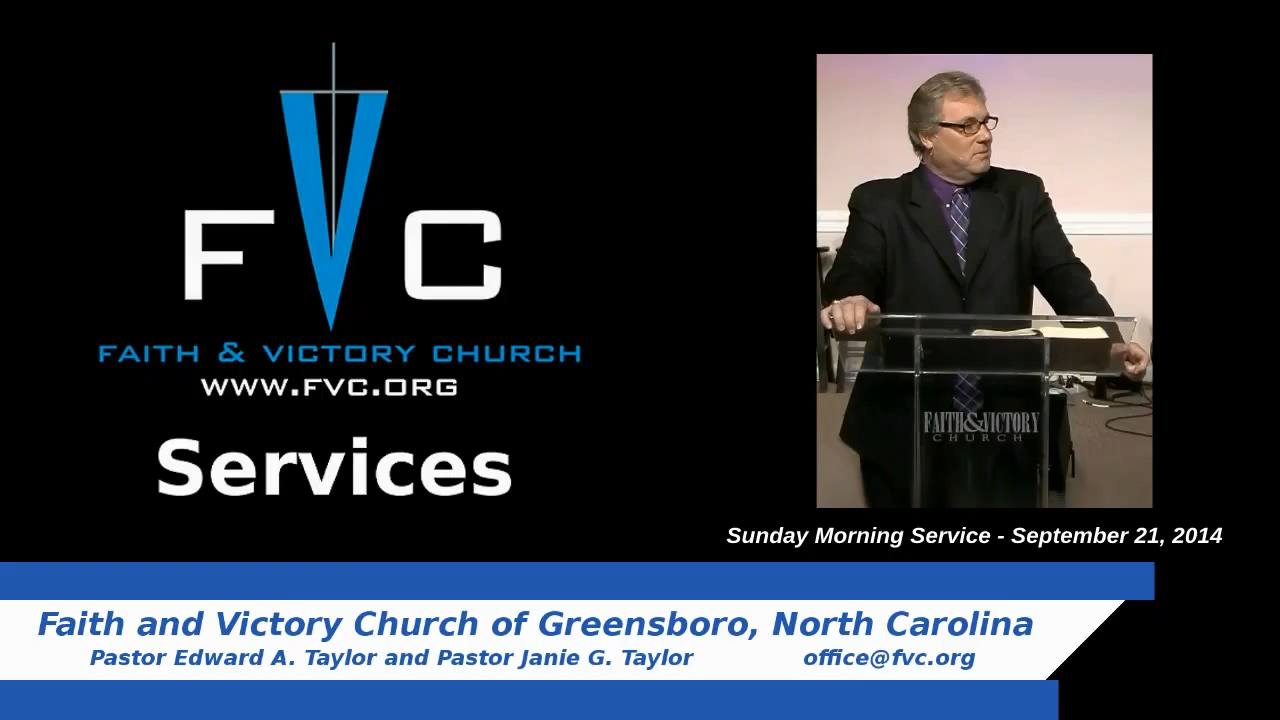 FVC
FAITH & VICTORY CHURCH
WWW.FVC.ORG
Services
FAITH&VICTORY
CHURCH
Sunday Morning Service - September 21, 2014
Faith and Victory Church of Greensboro, North Carolina
Pastor Edward A. Taylor and Pastor Janie G. Taylor office@fvc.org